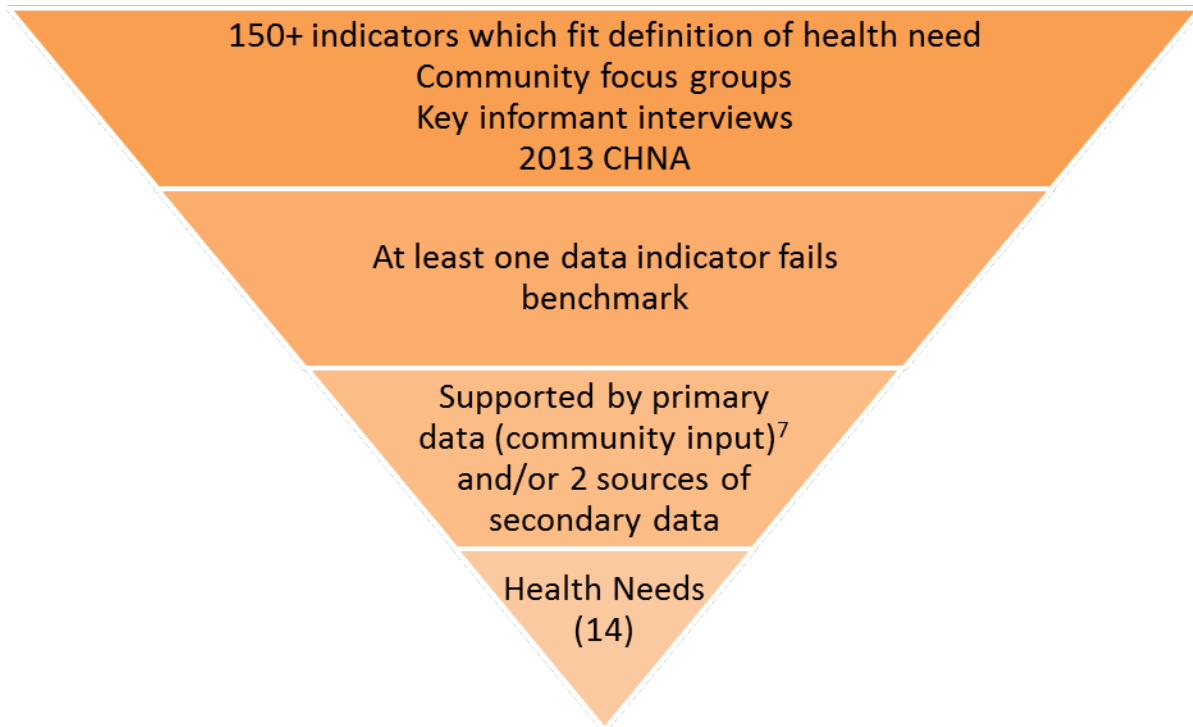 150+ indicators which fit definition of health need
Community focus groups
Key informant interviews
2013 CHNA
At least one data indicator fails
benchmark
Supported by primary
data (community input)⁷
and/or 2 sources of
secondary data
Health Needs
(14)